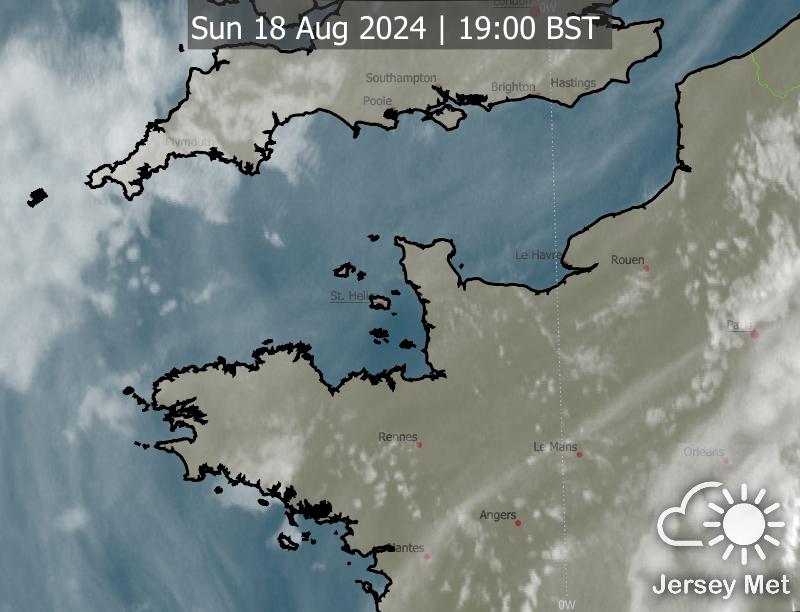 London
0W
Sun 18 Aug 2024 | 19:00 BST
Southampton
Brighton
Hastings
Poole
Plymouth
Le Havre
Rouen
St. Helier
Paris
Rennes
Le Mans
Orleans
Angers
Nantes
Jersey Met
0W